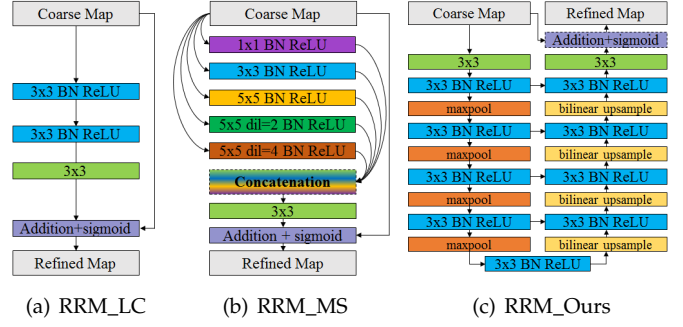 Coarse Map
3x3 BN ReLU
3x3 BN ReLU
3x3
Addition+sigmoid
Refined Map
(a) RRM_LC
Coarse Map
1x1 BN ReLU
3x3 BN ReLU
5x5 BN ReLU
5x5 dil=2 BN ReLU
5x5 dil=4 BN ReLU
Concatenation
3x3
Addition + sigmoid
Refined Map
(b) RRM_MS
Coarse Map
3x3
3x3 BN ReLU
maxpool
3x3 BN ReLU
maxpool
3x3 BN ReLU
maxpool
3x3 BN ReLU
maxpool
3x3 BN ReLU
Refined Map
Addition+sigmoid
3x3
3x3 BN ReLU
bilinear upsample
3x3 BN ReLU
bilinear upsample
3x3 BN ReLU
bilinear upsample
3x3 BN ReLU
bilinear upsample
(c) RRM_Ours